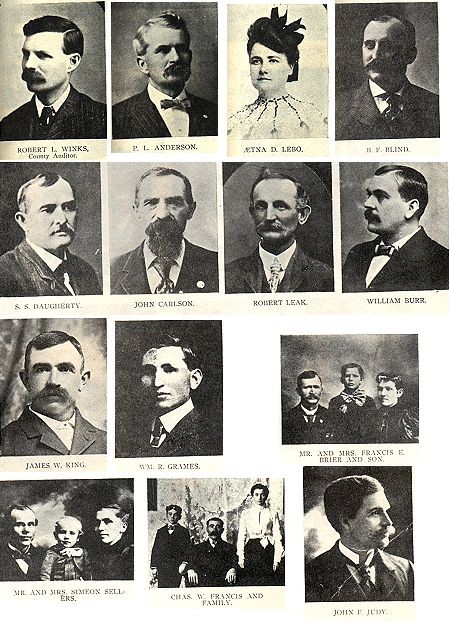 ROBERT L. WINKS,
County Auditor.
P. L. ANDERSON.
ÆTNA D. LEBO.
B. F. BLIND.
S. S. DAUGHERTY.
JOHN CARLSON.
ROBERT LEAK.
WILLIAM BURR.
JAMES W. KING.
WM. R. GRAMES.
MR. AND MRS. FRANCIS E.
BRIER AND SON.
MR. AND MRS. SIMEON SELL-
ERS.
CHAS. W. FRANCIS AND
FAMILY.
JOHN F. JUDY.